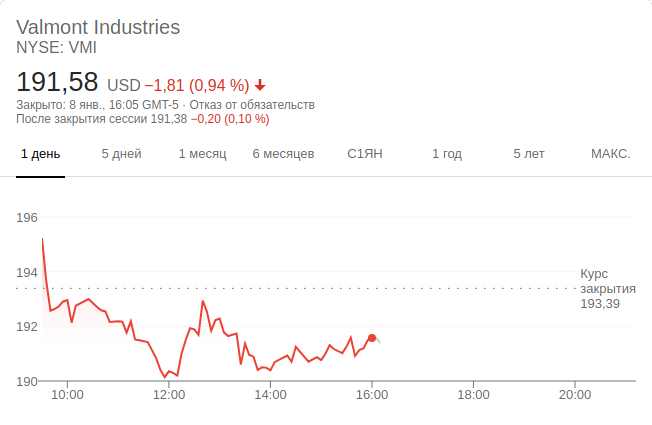 Valmont Industries
NYSE: VMI
191,58 USD −1,81 (0,94 %)
Закрыто: 8 янв., 16:05 GMT-5 · Отказ от обязательств
После закрытия сессии 191,38 −0,20 (0,10 %)
1 день 5 дней 1 месяц 6 месяцев С1ЯН 1 год 5 лет МАКС.
196
194
192
190
Курс
закрытия
193,39
10:00 12:00 14:00 16:00 18:00 20:00